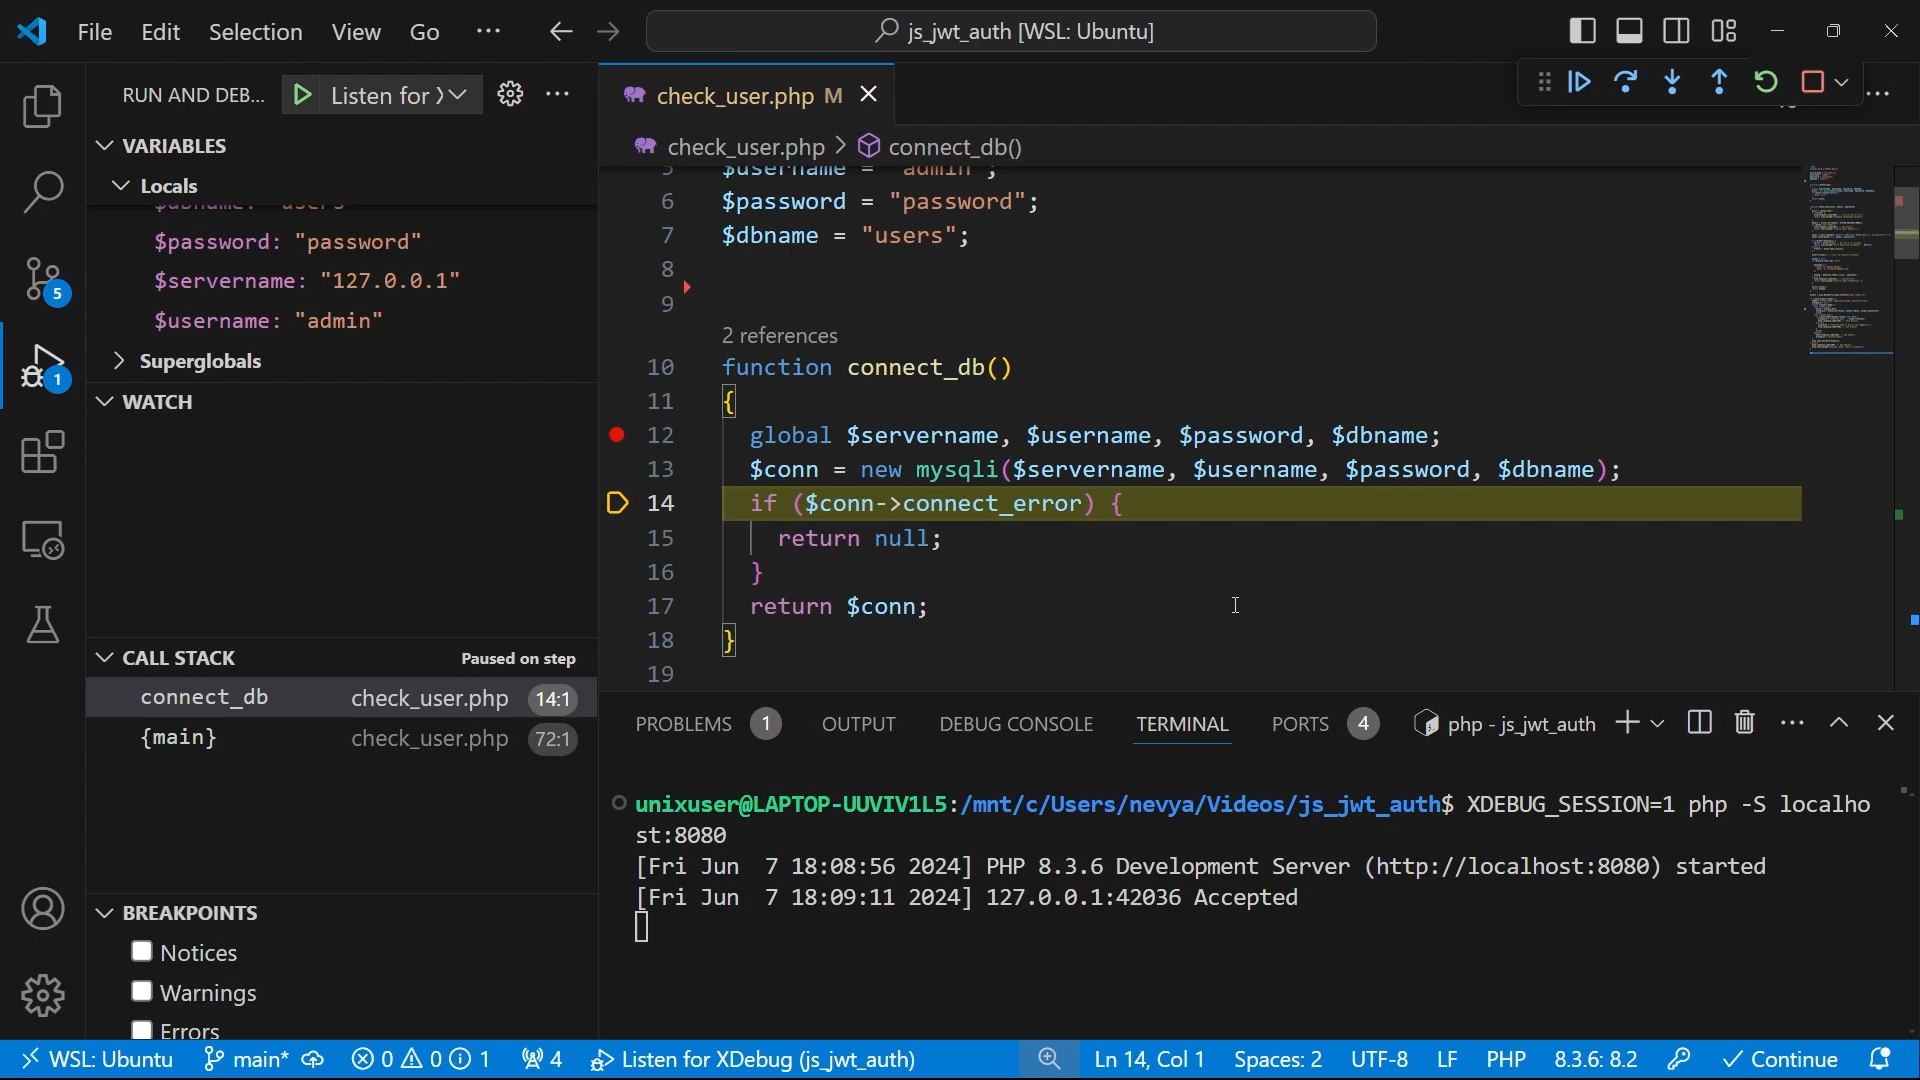 File Edit Selection View Go ··· js_jwt_auth [WSL: Ubuntu]
RUN AND DEB... Listen for
VARIABLES
Locals
$dbname: "users"
$password: "password"
$servername: "127.0.0.1"
$username: "admin"
Superglobals
WATCH
CALL STACK Paused on step
connect_db check_user.php 14:1
{main} check_user.php 72:1
BREAKPOINTS
Notices
Warnings
Errors
5
1
check_user.php M
check_user.php > connect_db()
5 $username = "admin";
6 $password = "password";
7 $dbname = "users";
8
9
2 references
10 function connect_db()
11 {
12 global $servername, $username, $password, $dbname;
13 $conn = new mysqli($servername, $username, $password, $dbname);
14 if ($conn->connect_error) {
15 return null;
16 }
17 return $conn;
18 }
19
PROBLEMS 1 OUTPUT DEBUG CONSOLE TERMINAL PORTS 4 php - js_jwt_auth
unixuser@LAPTOP-UUVIV1L5:/mnt/c/Users/nevya/Videos/js_jwt_auth$ XDEBUG_SESSION=1 php -S localho
st:8080
[Fri Jun  7 18:08:56 2024] PHP 8.3.6 Development Server (http://localhost:8080) started
[Fri Jun  7 18:09:11 2024] 127.0.0.1:42036 Accepted
WSL: Ubuntu main* 0 0 1 4 Listen for XDebug (js_jwt_auth) Ln 14, Col 1 Spaces: 2 UTF-8 LF PHP 8.3.6: 8.2 Continue